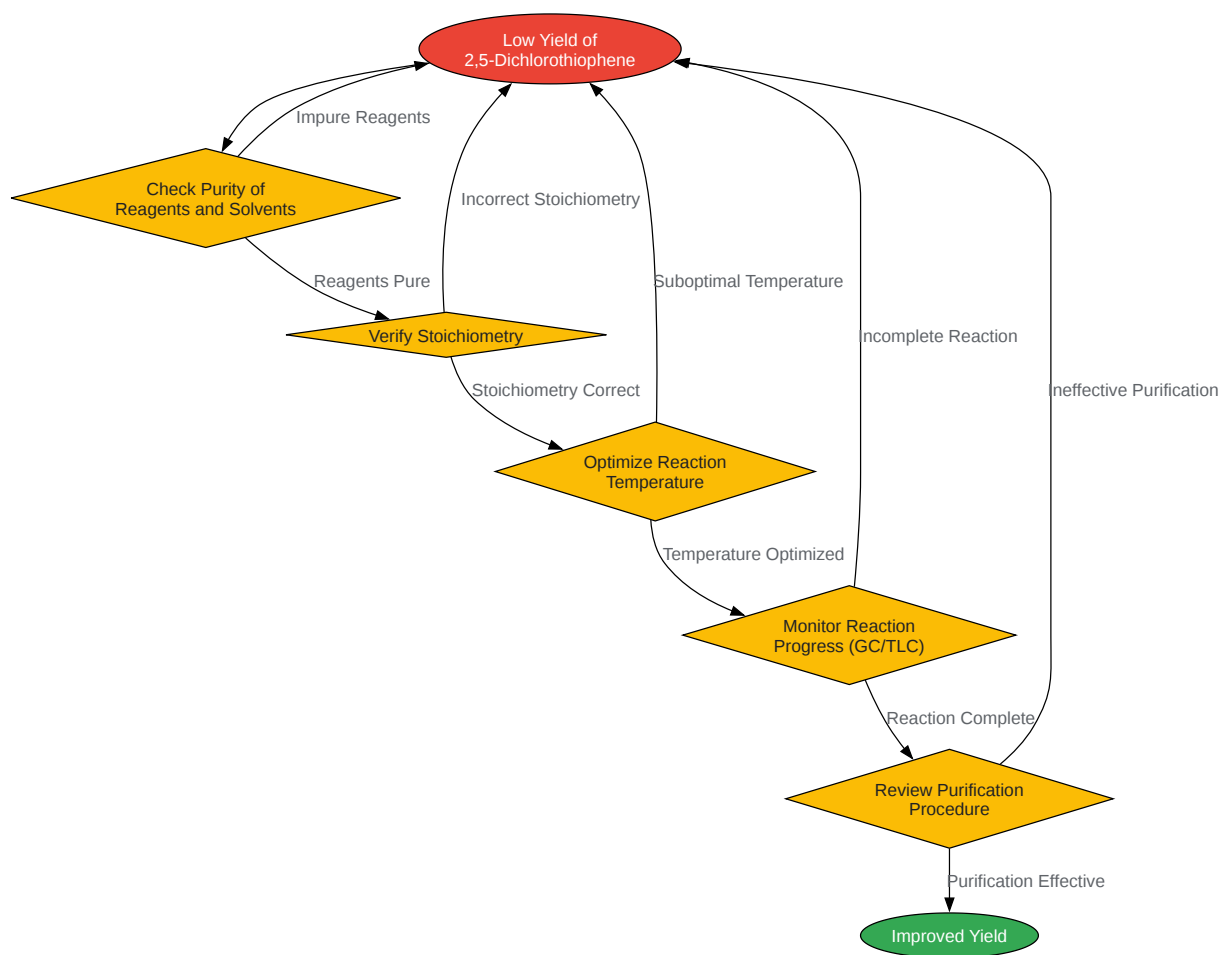 Low Yield of
2,5-Dichlorothiophene
Impure Reagents
Check Purity of
Reagents and Solvents
Incorrect Stoichiometry
Reagents Pure
Suboptimal Temperature
Verify Stoichiometry
Incomplete Reaction
Stoichiometry Correct
Ineffective Purification
Optimize Reaction
Temperature
Temperature Optimized
Monitor Reaction
Progress (GC/TLC)
Reaction Complete
Review Purification
Procedure
Purification Effective
Improved Yield